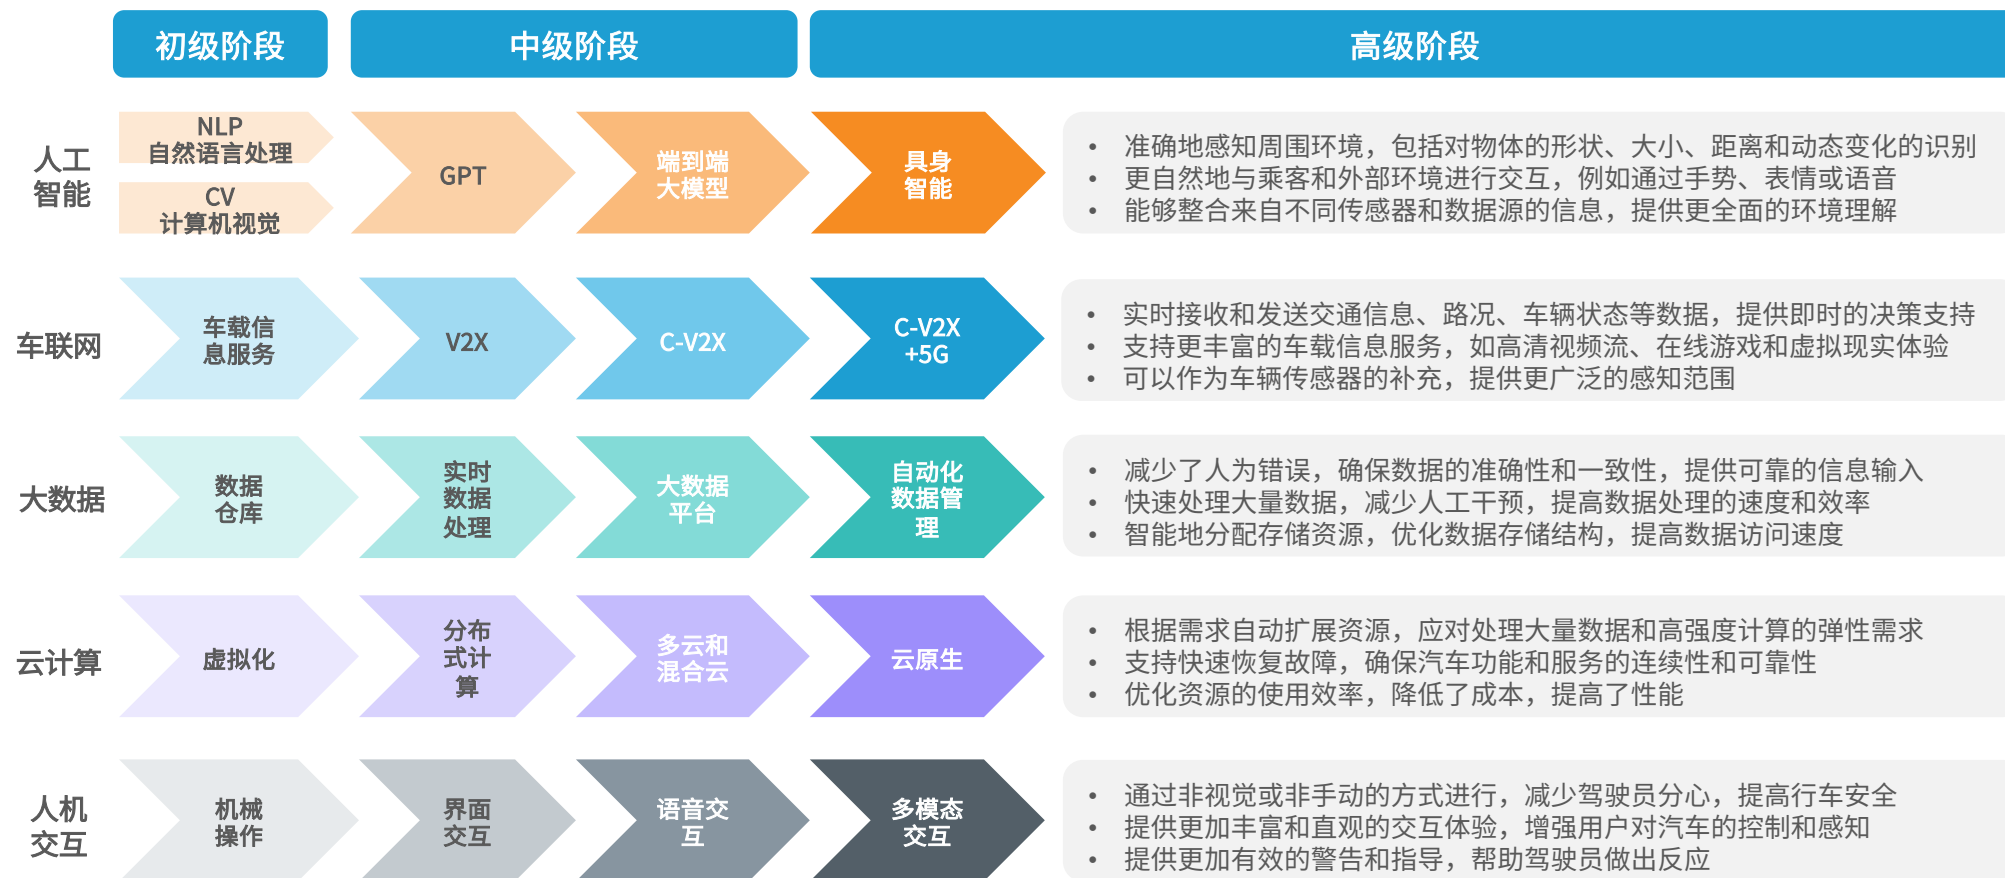 初级阶段
中级阶段
高级阶段
人工
智能
NLP
自然语言处理
CV
计算机视觉
GPT
端到端
大模型
具身
智能
• 准确地感知周围环境，包括对物体的形状、大小、距离和动态变化的识别
• 更自然地与乘客和外部环境进行交互，例如通过手势、表情或语音
• 能够整合来自不同传感器和数据源的信息，提供更全面的环境理解
车联网
车载信
息服务
V2X
C-V2X
C-V2X
+5G
• 实时接收和发送交通信息、路况、车辆状态等数据，提供即时的决策支持
• 支持更丰富的车载信息服务，如高清视频流、在线游戏和虚拟现实体验
• 可以作为车辆传感器的补充，提供更广泛的感知范围
大数据
数据
仓库
实时
数据
处理
大数据
平台
自动化
数据管
理
• 减少了人为错误，确保数据的准确性和一致性，提供可靠的信息输入
• 快速处理大量数据，减少人工干预，提高数据处理的速度和效率
• 智能地分配存储资源，优化数据存储结构，提高数据访问速度
云计算
虚拟化
分布
式计
算
多云和
混合云
云原生
• 根据需求自动扩展资源，应对处理大量数据和高强度计算的弹性需求
• 支持快速恢复故障，确保汽车功能和服务的连续性和可靠性
• 优化资源的使用效率，降低了成本，提高了性能
人机
交互
机械
操作
界面
交互
语音交
互
多模态
交互
• 通过非视觉或非手动的方式进行，减少驾驶员分心，提高行车安全
• 提供更加丰富和直观的交互体验，增强用户对汽车的控制和感知
• 提供更加有效的警告和指导，帮助驾驶员做出反应